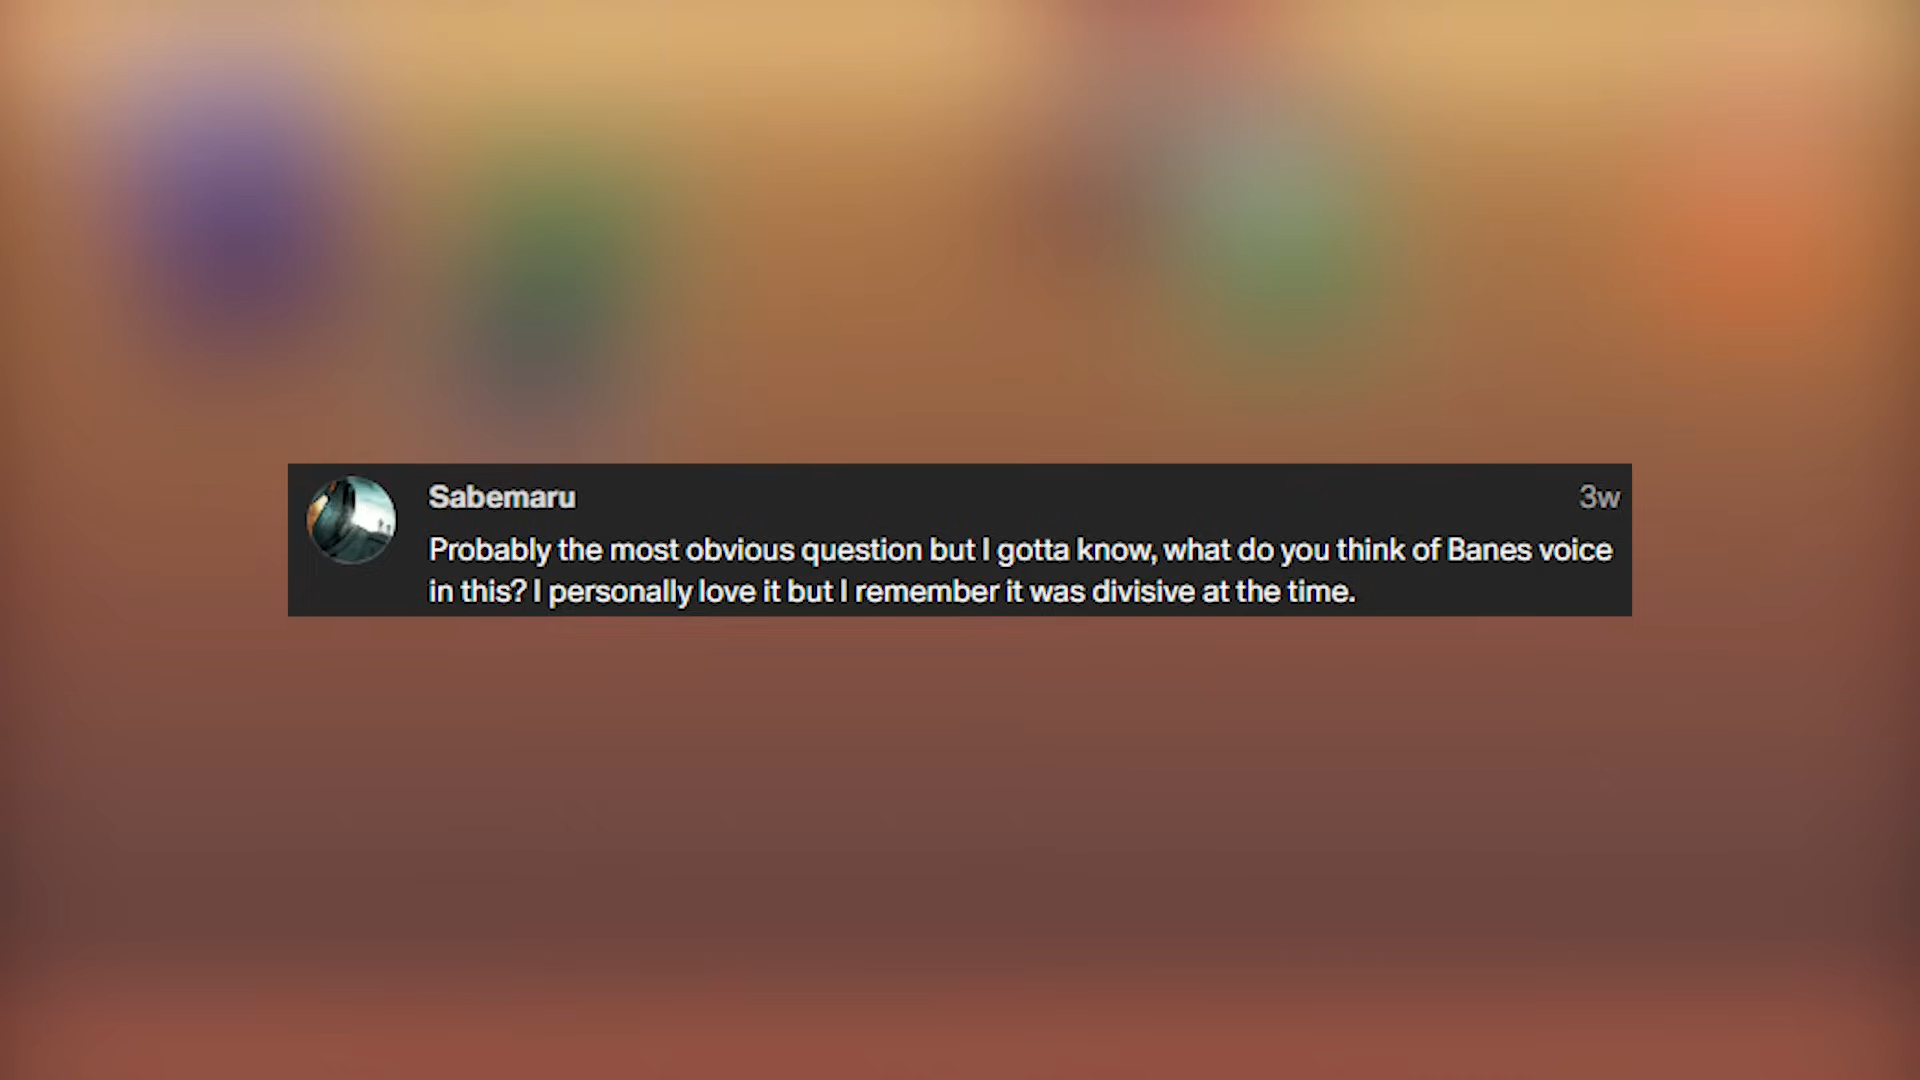 Sabemaru
3w
Probably the most obvious question but I gotta know, what do you think of Banes voice
in this? I personally love it but I remember it was divisive at the time.